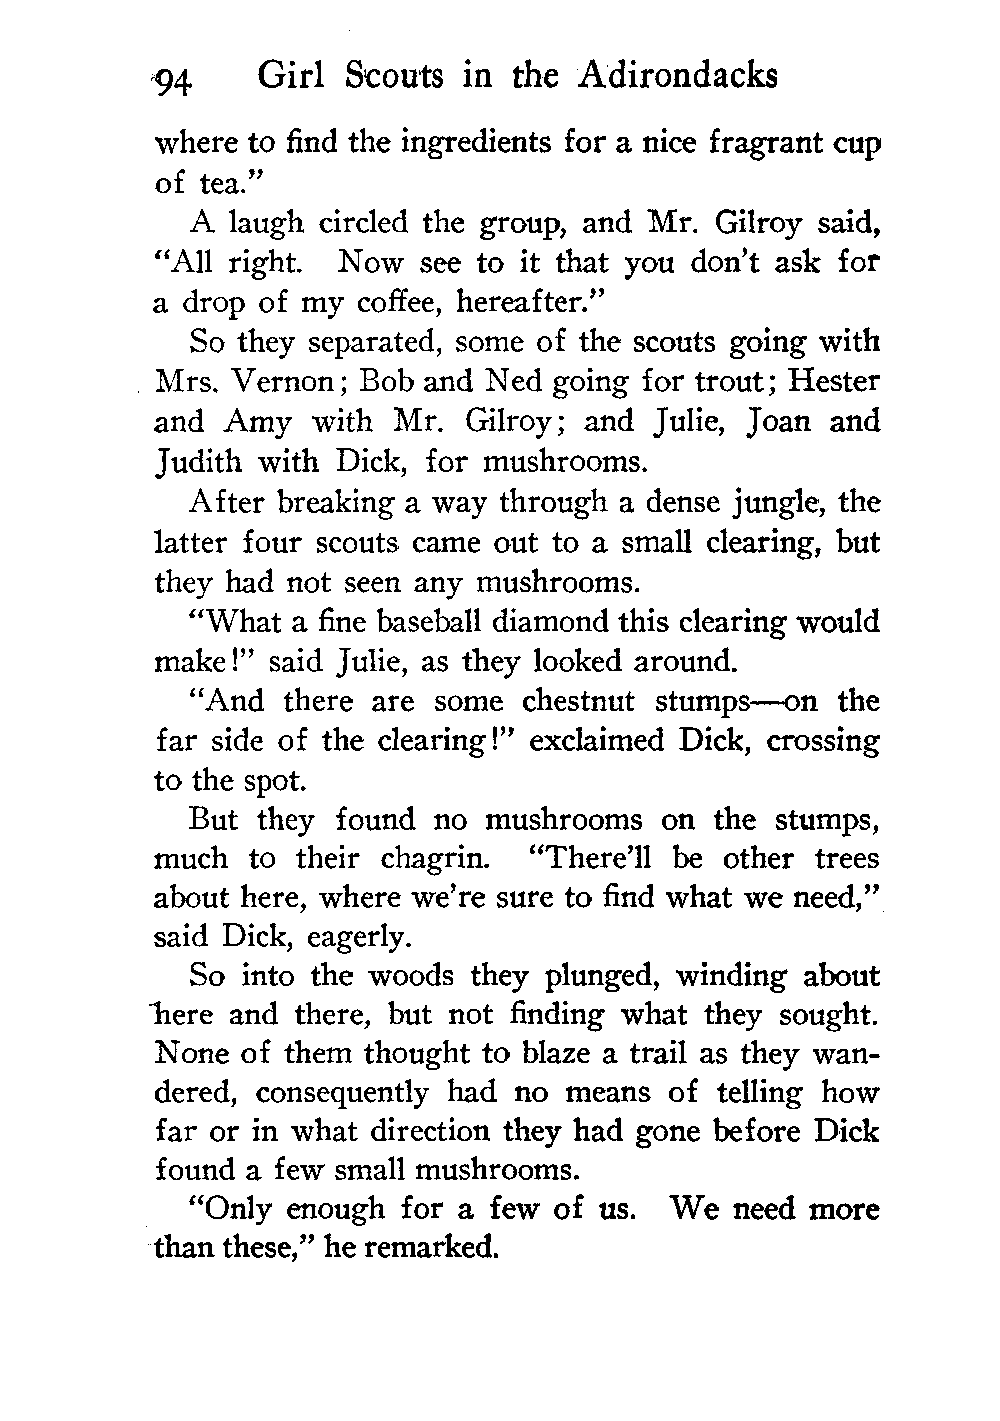 94 Girl Scouts in the Adirondacks
where to find the ingredients for a nice fragrant cup
of tea."
A laugh circled the group, and Mr. Gilroy said,
"All right. Now see to it that you don't ask for
a drop of my coffee, hereafter."
So they separated, some of the scouts going with
Mrs. Vernon; Bob and Ned going for trout; Hester
and Amy with Mr. Gilroy; and Julie, Joan and
Judith with Dick, for mushrooms.
After breaking a way through a dense jungle, the
latter four scouts came out to a small clearing, but
they had not seen any mushrooms.
"What a fine baseball diamond this clearing would
make!" said Julie, as they looked around.
"And there are some chestnut stumps—on the
far side of the clearing!" exclaimed Dick, crossing
to the spot.
But they found no mushrooms on the stumps,
much to their chagrin. "There'll be other trees
about here, where we're sure to find what we need,"
said Dick, eagerly.
So into the woods they plunged, winding about
here and there, but not finding what they sought.
None of them thought to blaze a trail as they wan-
dered, consequently had no means of telling how
far or in what direction they had gone before Dick
found a few small mushrooms.
"Only enough for a few of us. We need more
than these," he remarked.